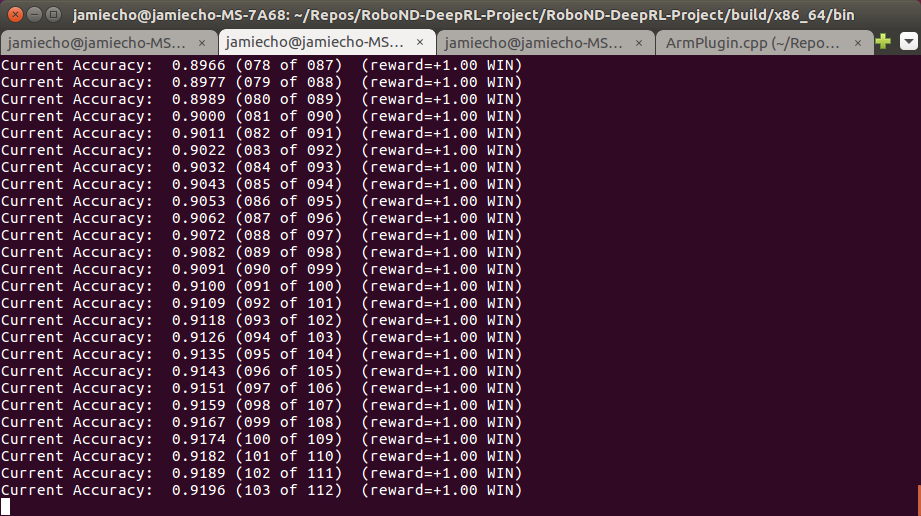 jamiecho@jamiecho-MS-7A68: ~/Repos/RoboND-DeepRL-Project/RoboND-DeepRL-Project/build/x86_64/bin
jamiecho@jamiecho-MS... × jamiecho@jamiecho-MS... × jamiecho@jamiecho-MS... × ArmPlugin.cpp (~/Repo... ×
Current Accuracy:  0.8966 (078 of 087)  (reward=+1.00 WIN)
Current Accuracy:  0.8977 (079 of 088)  (reward=+1.00 WIN)
Current Accuracy:  0.8989 (080 of 089)  (reward=+1.00 WIN)
Current Accuracy:  0.9000 (081 of 090)  (reward=+1.00 WIN)
Current Accuracy:  0.9011 (082 of 091)  (reward=+1.00 WIN)
Current Accuracy:  0.9022 (083 of 092)  (reward=+1.00 WIN)
Current Accuracy:  0.9032 (084 of 093)  (reward=+1.00 WIN)
Current Accuracy:  0.9043 (085 of 094)  (reward=+1.00 WIN)
Current Accuracy:  0.9053 (086 of 095)  (reward=+1.00 WIN)
Current Accuracy:  0.9062 (087 of 096)  (reward=+1.00 WIN)
Current Accuracy:  0.9072 (088 of 097)  (reward=+1.00 WIN)
Current Accuracy:  0.9082 (089 of 098)  (reward=+1.00 WIN)
Current Accuracy:  0.9091 (090 of 099)  (reward=+1.00 WIN)
Current Accuracy:  0.9100 (091 of 100)  (reward=+1.00 WIN)
Current Accuracy:  0.9109 (092 of 101)  (reward=+1.00 WIN)
Current Accuracy:  0.9118 (093 of 102)  (reward=+1.00 WIN)
Current Accuracy:  0.9126 (094 of 103)  (reward=+1.00 WIN)
Current Accuracy:  0.9135 (095 of 104)  (reward=+1.00 WIN)
Current Accuracy:  0.9143 (096 of 105)  (reward=+1.00 WIN)
Current Accuracy:  0.9151 (097 of 106)  (reward=+1.00 WIN)
Current Accuracy:  0.9159 (098 of 107)  (reward=+1.00 WIN)
Current Accuracy:  0.9167 (099 of 108)  (reward=+1.00 WIN)
Current Accuracy:  0.9174 (100 of 109)  (reward=+1.00 WIN)
Current Accuracy:  0.9182 (101 of 110)  (reward=+1.00 WIN)
Current Accuracy:  0.9189 (102 of 111)  (reward=+1.00 WIN)
Current Accuracy:  0.9196 (103 of 112)  (reward=+1.00 WIN)